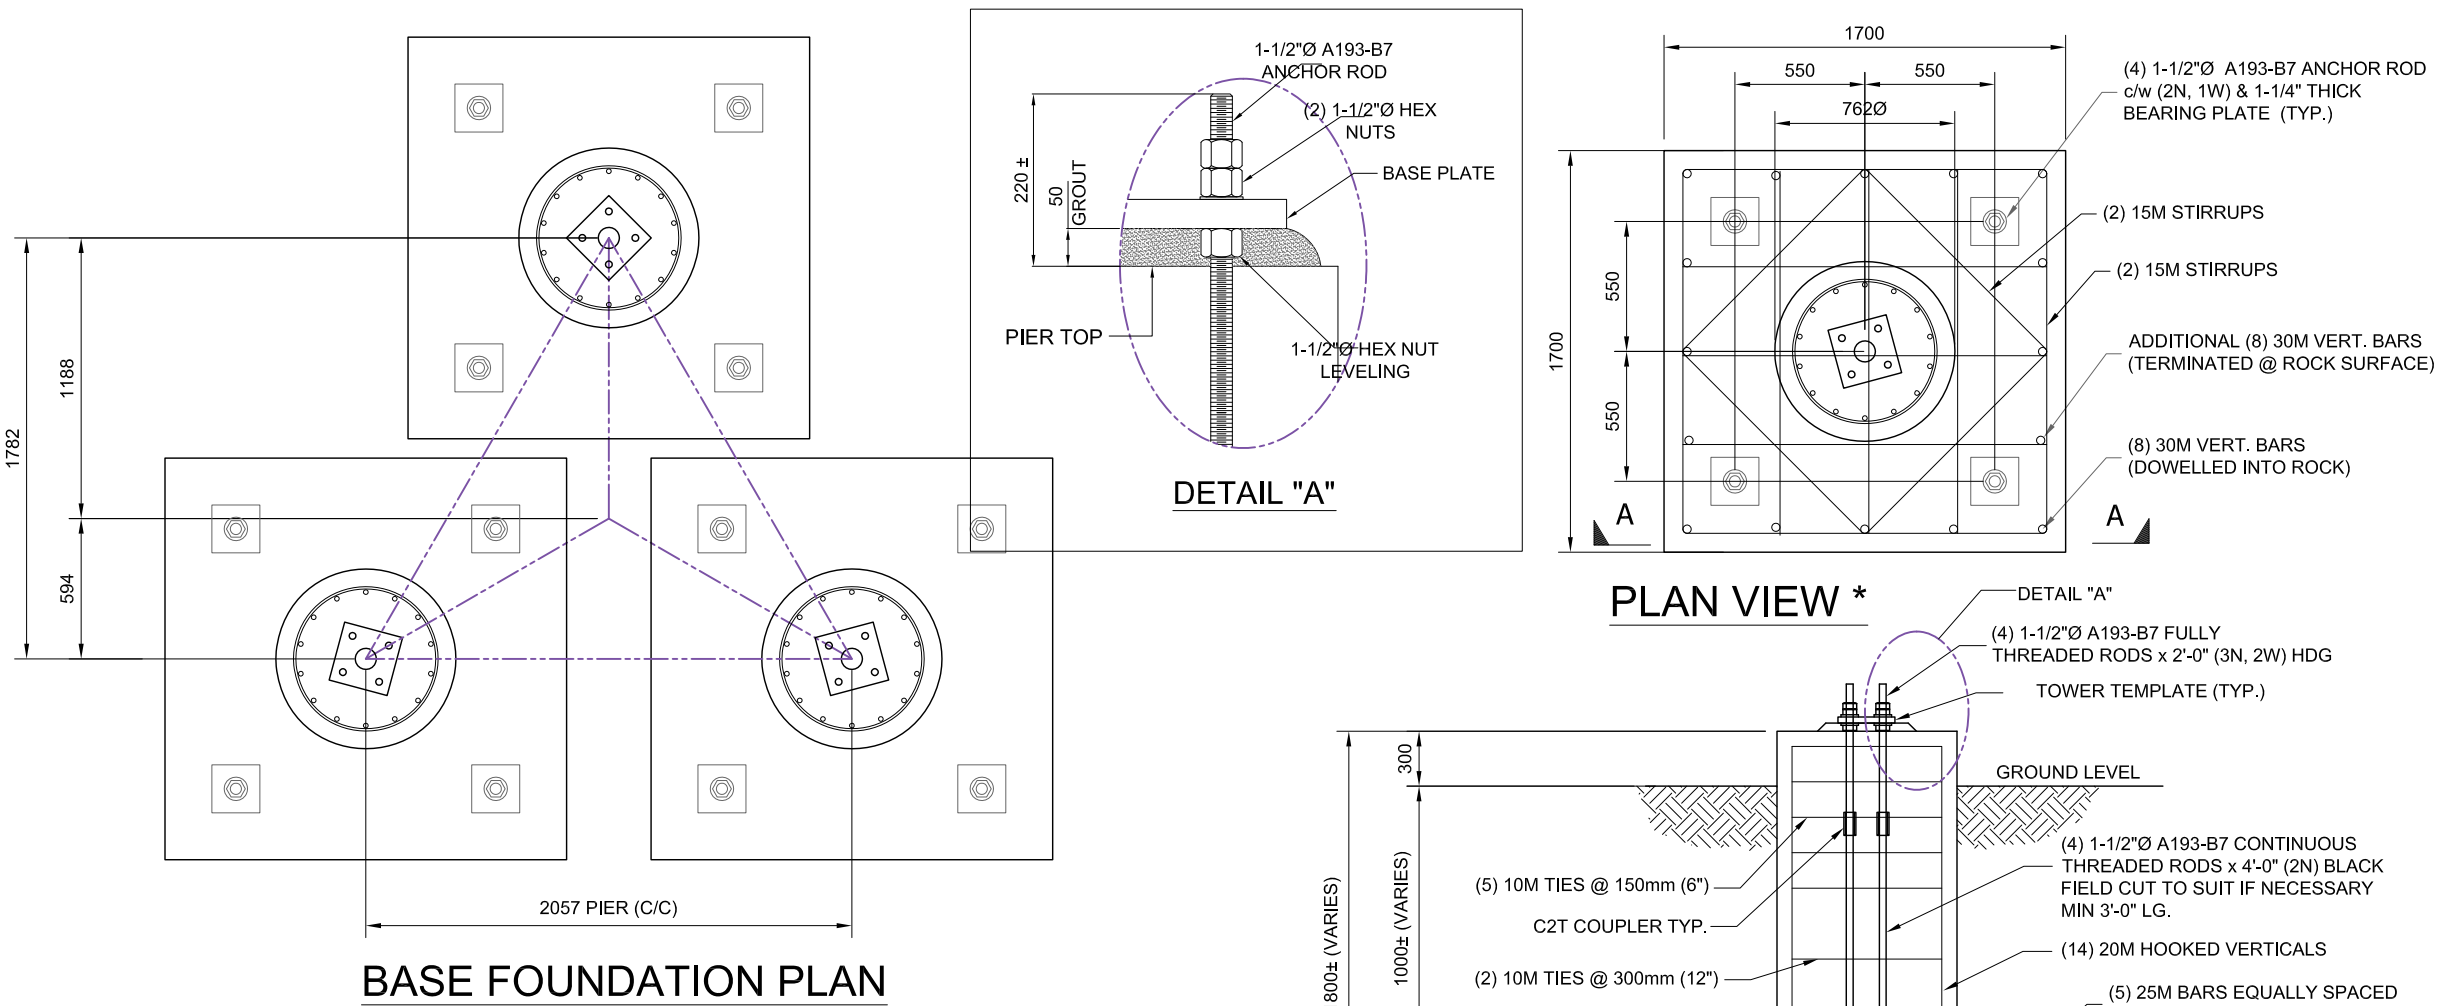 1782
1188
594
2057 PIER (C/C)
BASE FOUNDATION PLAN
1-1/2"Ø A193-B7
ANCHOR ROD
(2) 1-1/2"Ø HEX
NUTS
BASE PLATE
220 ±
50
GROUT
PIER TOP
1-1/2"Ø HEX NUT
LEVELING
DETAIL "A"
1700
550
550
762Ø
1700
550
550
(4) 1-1/2"Ø A193-B7 ANCHOR ROD
c/w (2N, 1W) & 1-1/4" THICK
BEARING PLATE (TYP.)
(2) 15M STIRRUPS
(2) 15M STIRRUPS
ADDITIONAL (8) 30M VERT. BARS
(TERMINATED @ ROCK SURFACE)
(8) 30M VERT. BARS
(DOWELLED INTO ROCK)
A
A
PLAN VIEW *
DETAIL "A"
(4) 1-1/2"Ø A193-B7 FULLY
THREADED RODS x 2'-0" (3N, 2W) HDG
TOWER TEMPLATE (TYP.)
300
GROUND LEVEL
800± (VARIES)
1000± (VARIES)
(5) 10M TIES @ 150mm (6")
C2T COUPLER TYP.
(2) 10M TIES @ 300mm (12")
(4) 1-1/2"Ø A193-B7 CONTINUOUS
THREADED RODS x 4'-0" (2N) BLACK
FIELD CUT TO SUIT IF NECESSARY
MIN 3'-0" LG.
(14) 20M HOOKED VERTICALS
(5) 25M BARS EQUALLY SPACED